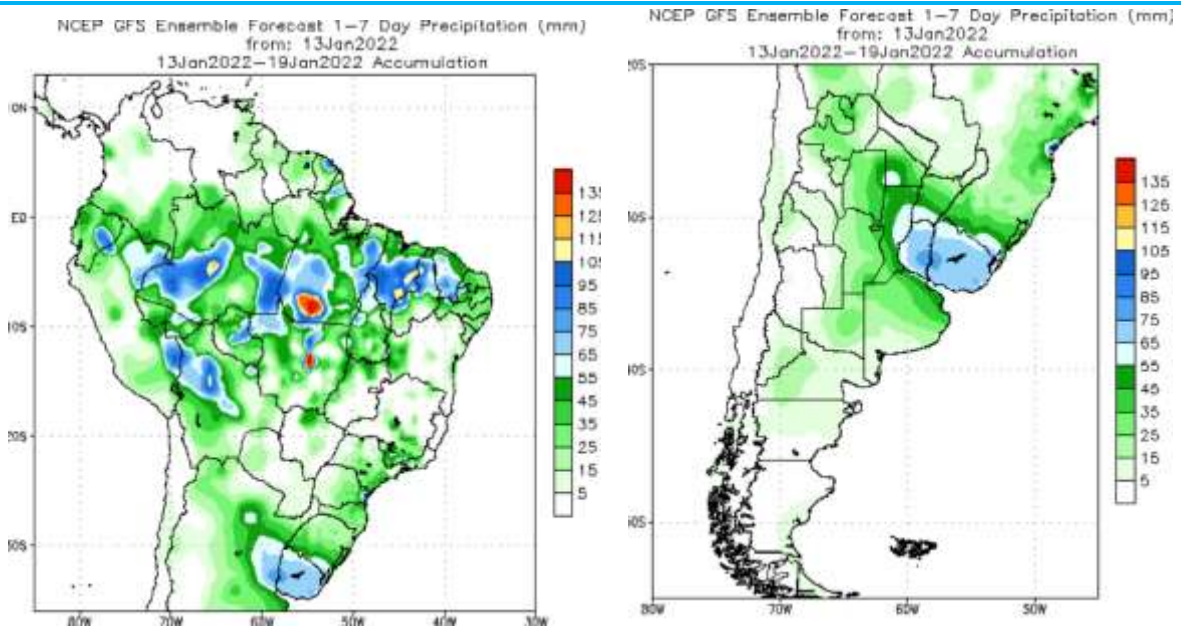 NCEP GFS Ensemble Forecast 1-7 Day Precipitation (mm)
from: 13Jan2022
13Jan2022-19Jan2022 Accumulation
0N
EQ
10S
20S
30S
80W
70W
60W
50W
40W
30W
135
125
115
105
95
85
75
65
55
45
35
25
15
5
NCEP GFS Ensemble Forecast 1-7 Day Precipitation (mm)
from: 13Jan2022
13Jan2022-19Jan2022 Accumulation
20S
30S
40S
50S
80W
70W
60W
50W
135
125
115
105
95
85
75
65
55
45
35
25
15
5